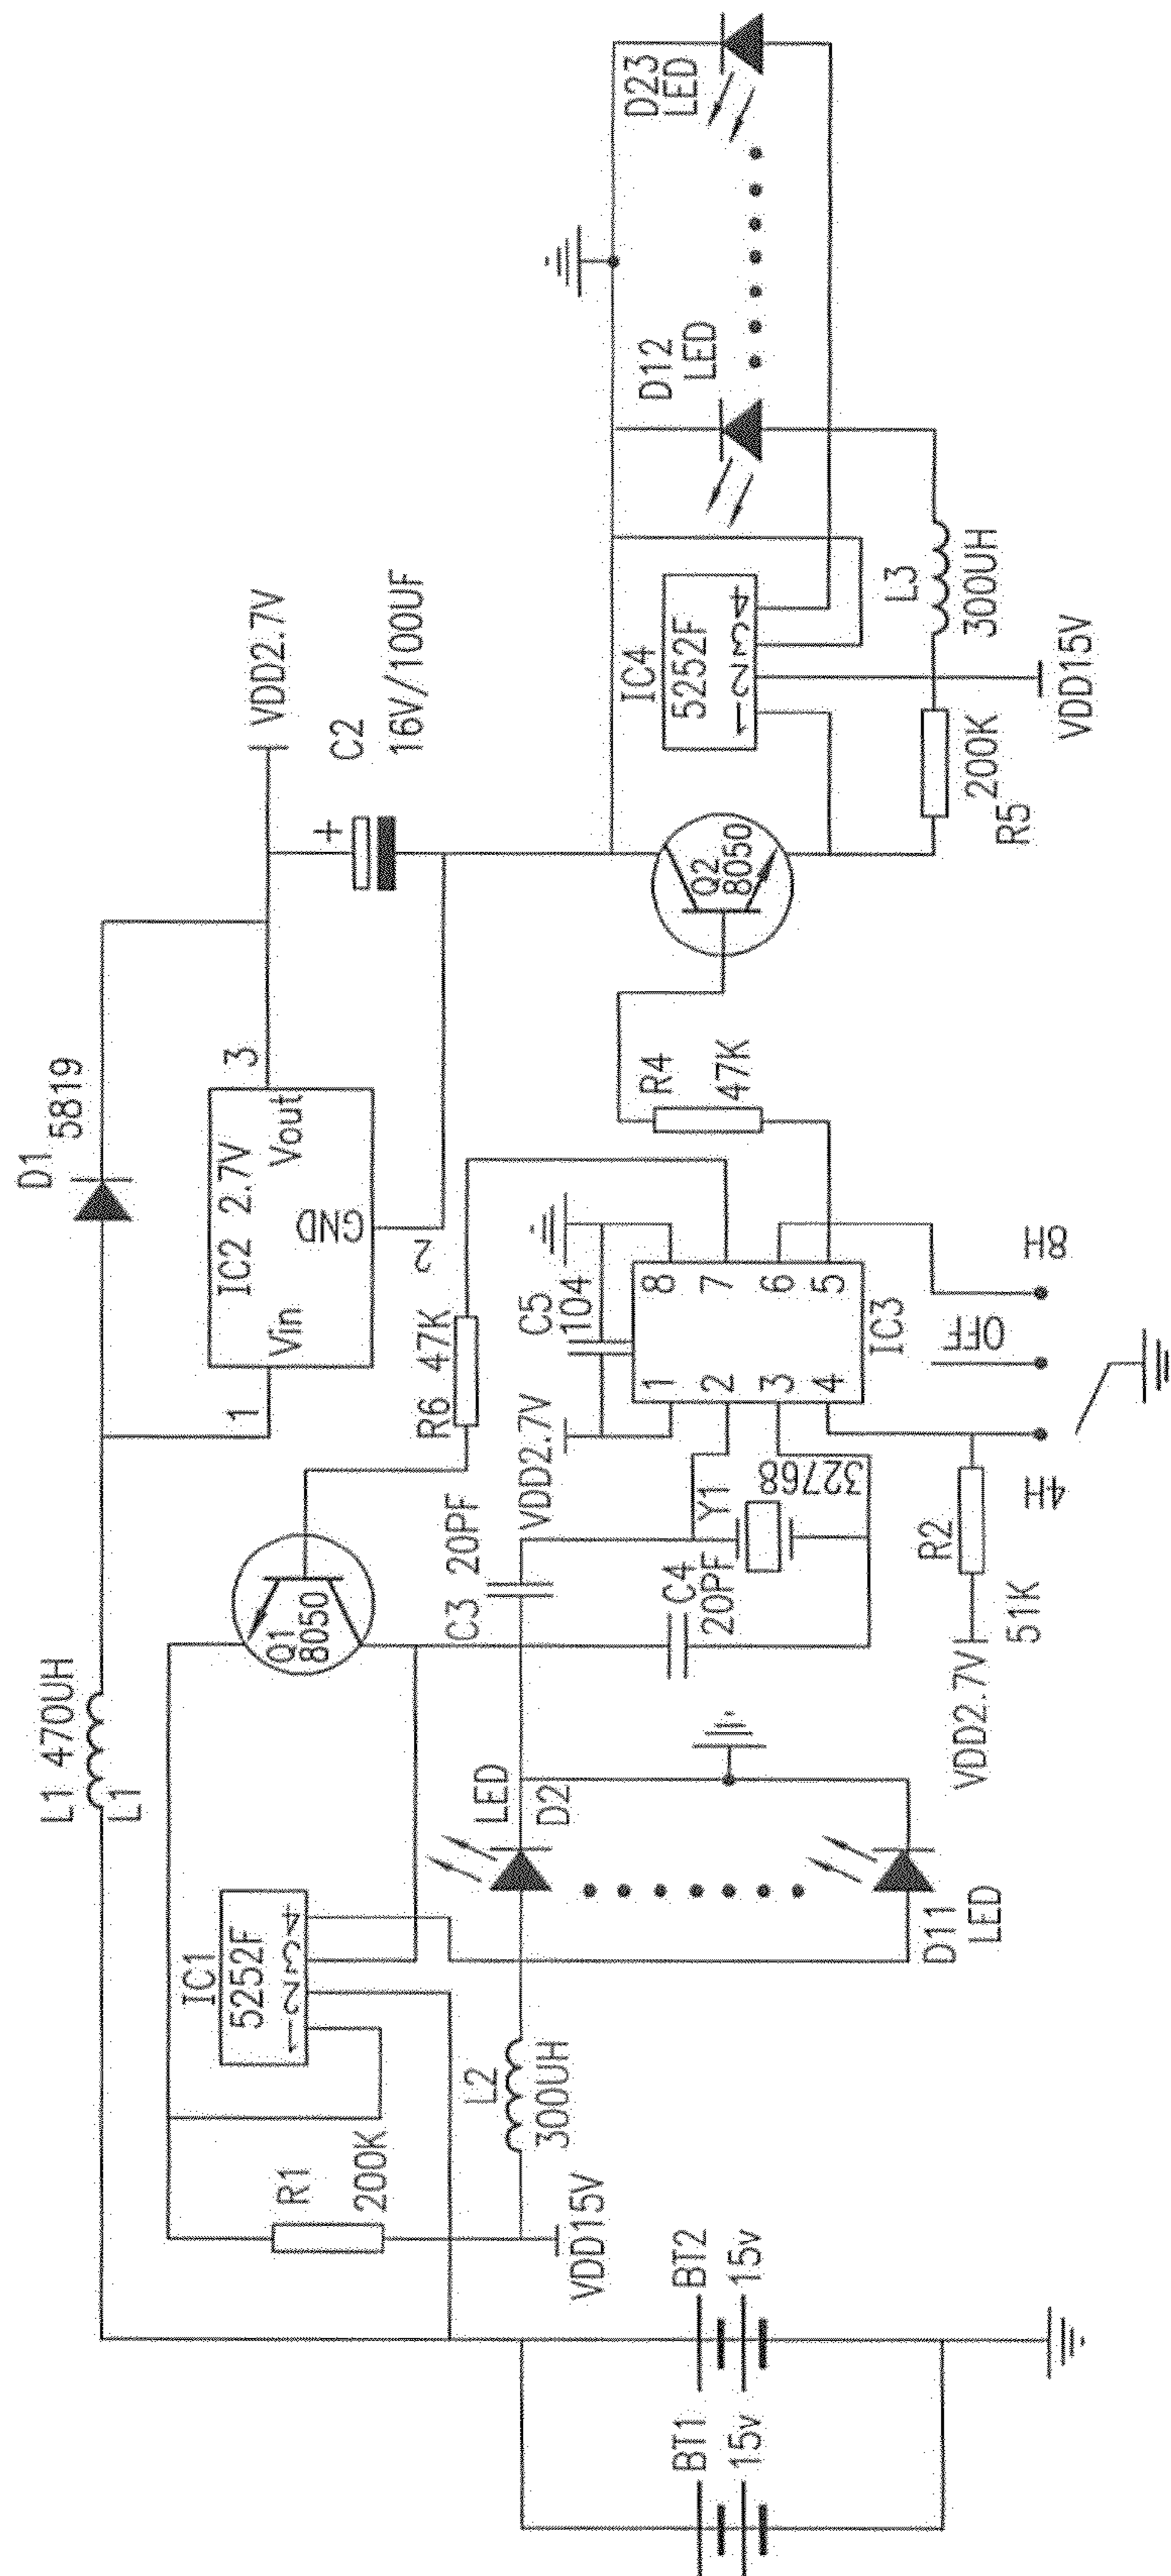 L1 470UH
L1
D1
5819
IC2 2.7V
Vin
Vout
GND
1
2
3
VDD2.7V
C2
16V/100UF
+
Q1
8050
R6 47K
IC1
5252F
1 2 3 4
R1
200K
L2
300UH
VDD15V
LED
D2
D11
LED
BT1
15v
BT2
15v
C3 20PF
C4
20PF
VDD2.7V
Y1
32768
C5
104
IC3
1
2
3
4
5
6
7
8
R2
51K
VDD2.7V
4H
OFF
8H
R4
47K
Q2
8050
IC4
5252F
1 2 3 4
R5
200K
L3
300UH
VDD15V
D12
LED
D23
LED